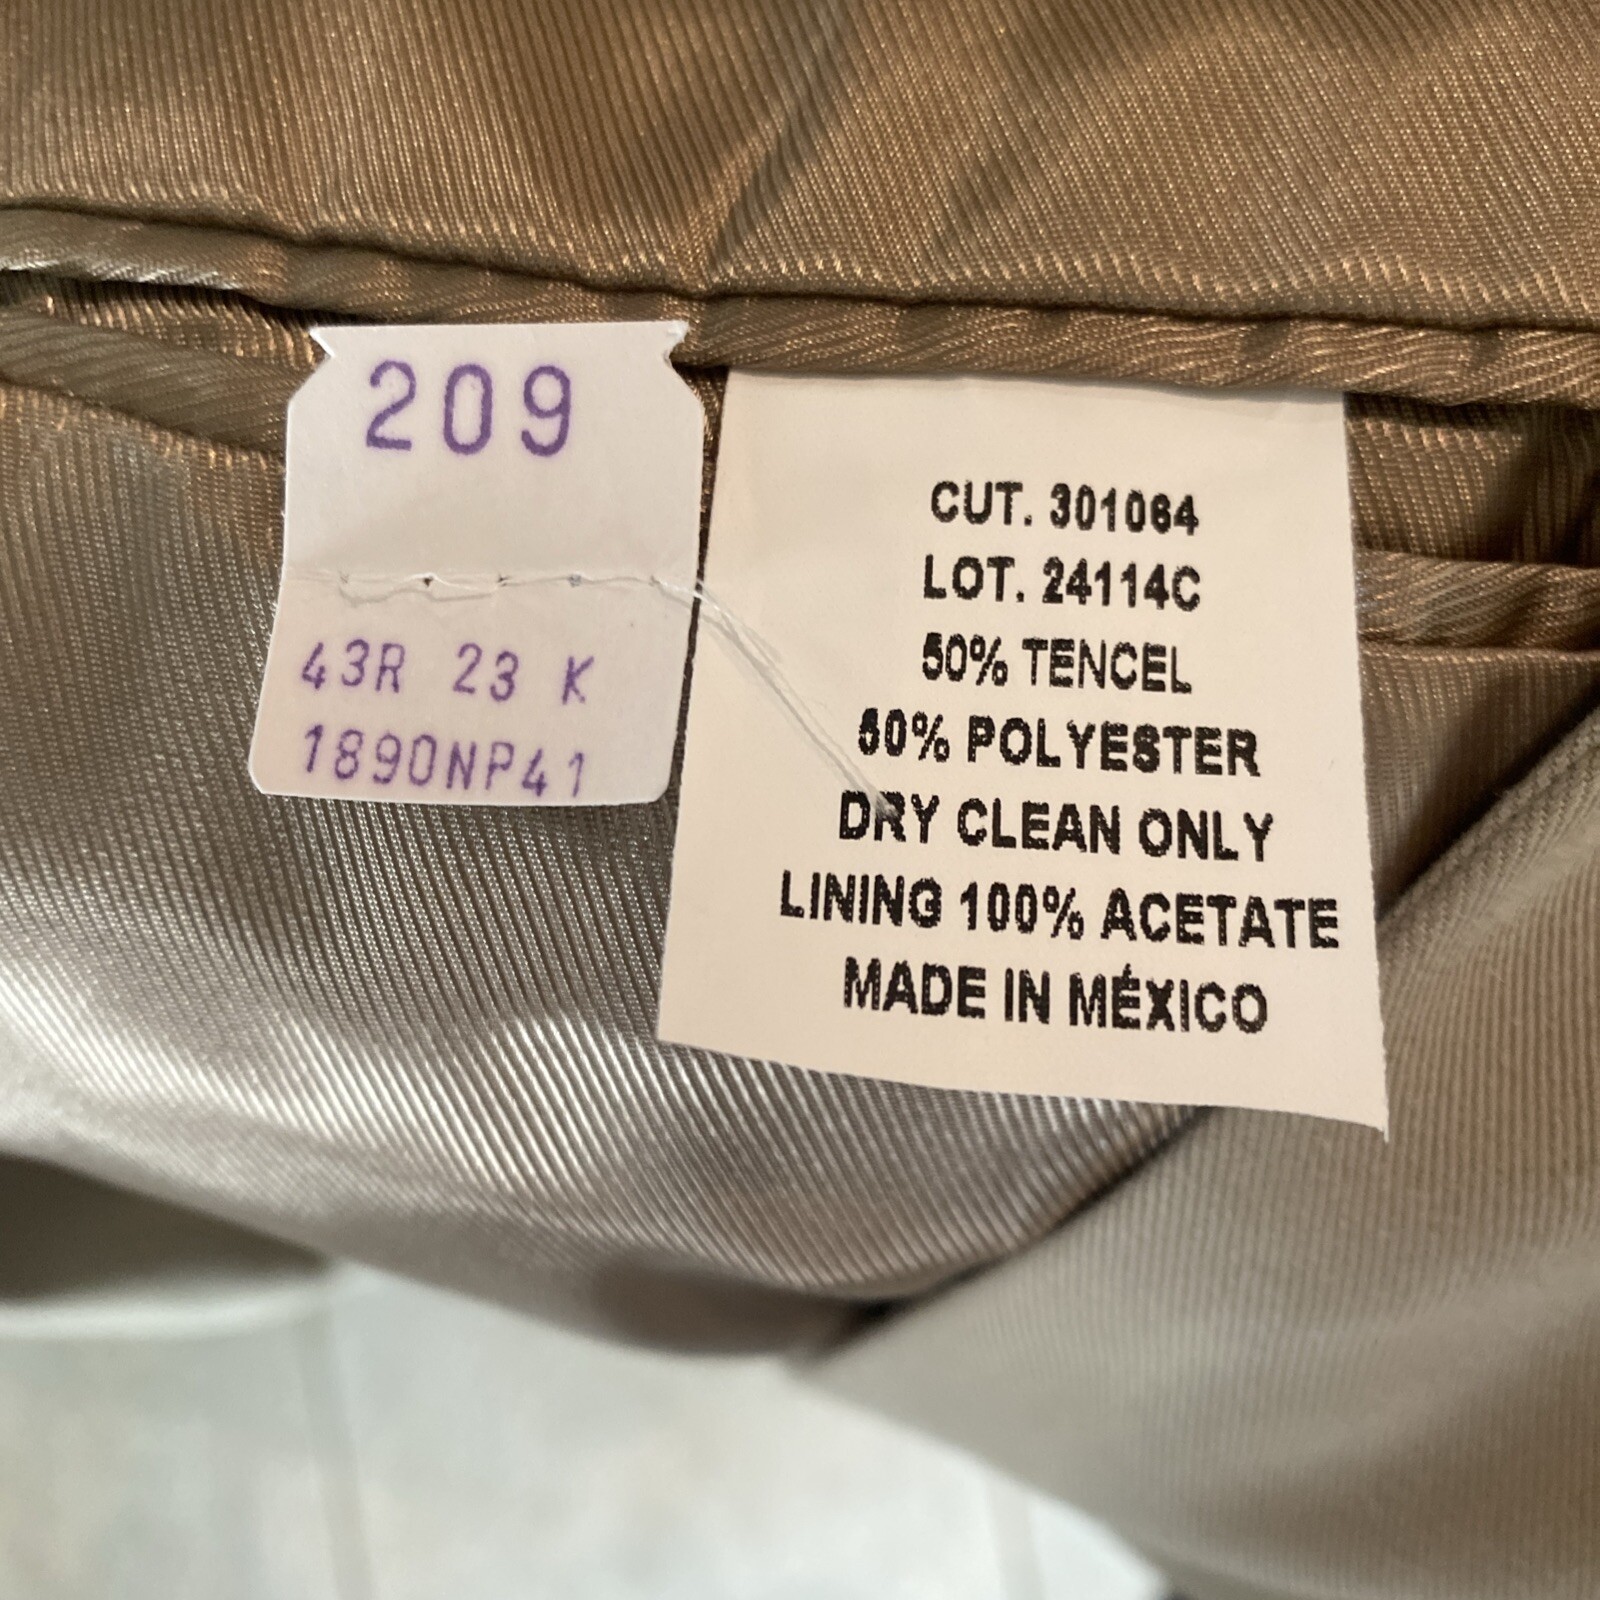 209
43R 23 K
1890NP41
CUT. 301064
LOT. 24114C
50% TENCEL
50% POLYESTER
DRY CLEAN ONLY
LINING 100% ACETATE
MADE IN MÉXICO